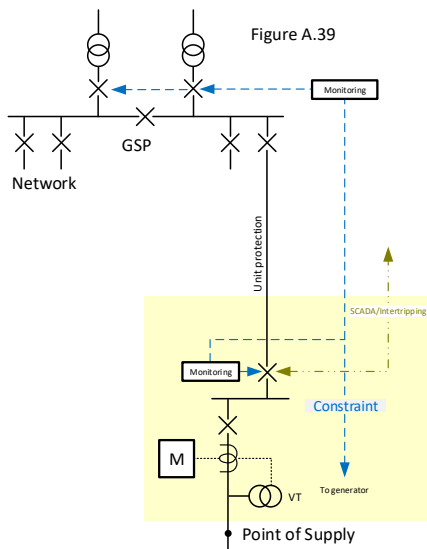 Figure A.39
Monitoring
GSP
Network
Unit protection
SCADA/Intertripping
Monitoring
Constraint
M
To generator
VT
Point of Supply